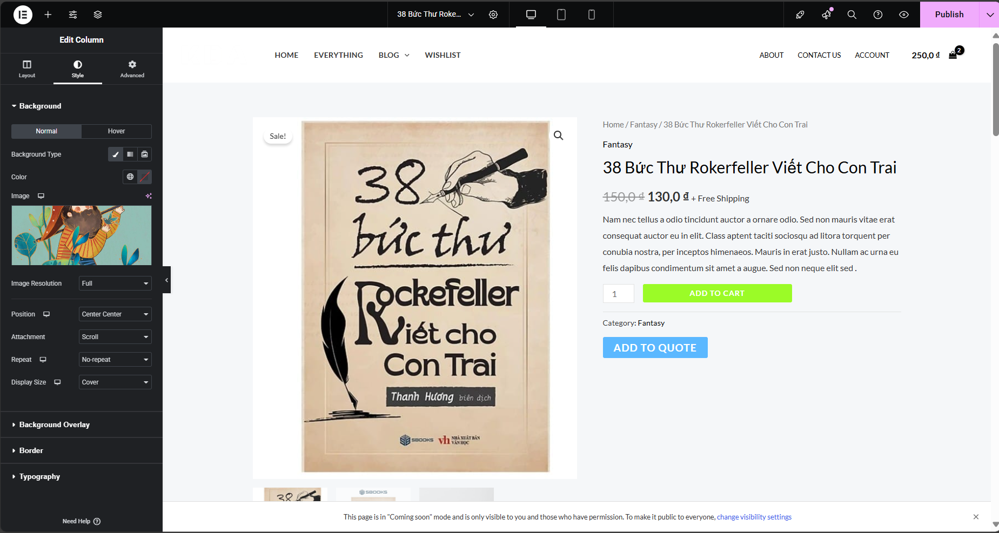 38 Bức Thư Roke...
Publish
Edit Column
Layout
Style
Advanced
Background
Normal
Hover
Background Type
Color
Image
Image Resolution
Full
Position
Center Center
Attachment
Scroll
Repeat
No-repeat
Display Size
Cover
Background Overlay
Border
Typography
Need Help
HOME
EVERYTHING
BLOG
WISHLIST
ABOUT
CONTACT US
ACCOUNT
250,0 ₫
2
Sale!
38
bức thư
Rockefeller
Viết cho
Con Trai
Thanh Hương biên dịch
SBOOKS
vh NHÀ XUẤT BẢN
VĂN HỌC
Home / Fantasy / 38 Bức Thư Rokerfeller Viết Cho Con Trai
Fantasy
38 Bức Thư Rokerfeller Viết Cho Con Trai
150,0 ₫ 130,0 ₫ + Free Shipping
Nam nec tellus a odio tincidunt auctor a ornare odio. Sed non mauris vitae erat
consequat auctor eu in elit. Class aptent taciti sociosqu ad litora torquent per
conubia nostra, per inceptos himenaeos. Mauris in erat justo. Nullam ac urna eu
felis dapibus condimentum sit amet a augue. Sed non neque elit sed .
1
ADD TO CART
Category: Fantasy
ADD TO QUOTE
38
SBOOKS
This page is in "Coming soon" mode and is only visible to you and those who have permission. To make it public to everyone, change visibility settings